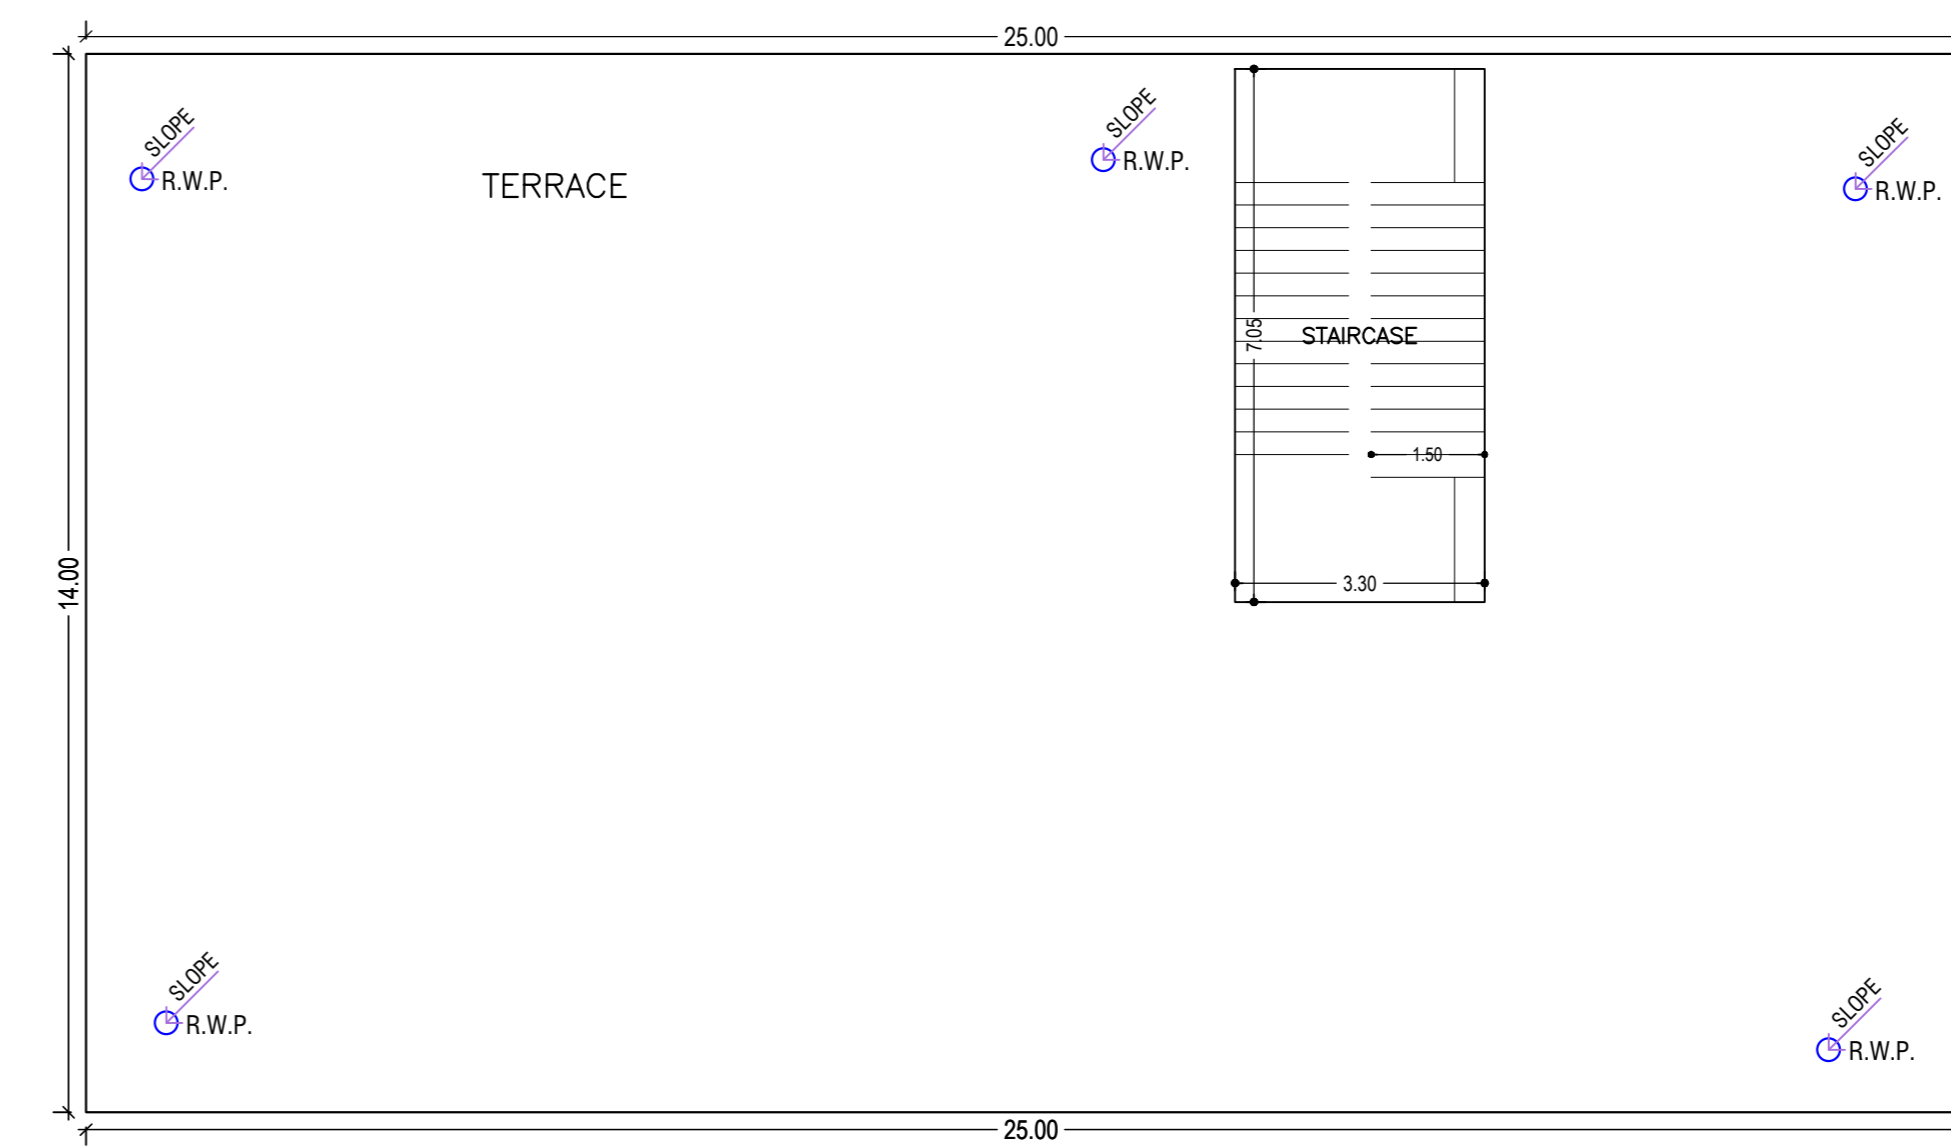 25.00
SLOPE
R.W.P.
TERRACE
SLOPE
R.W.P.
SLOPE
R.W.P.
7.05
STAIRCASE
1.50
14.00
3.30
SLOPE
R.W.P.
SLOPE
R.W.P.
25.00